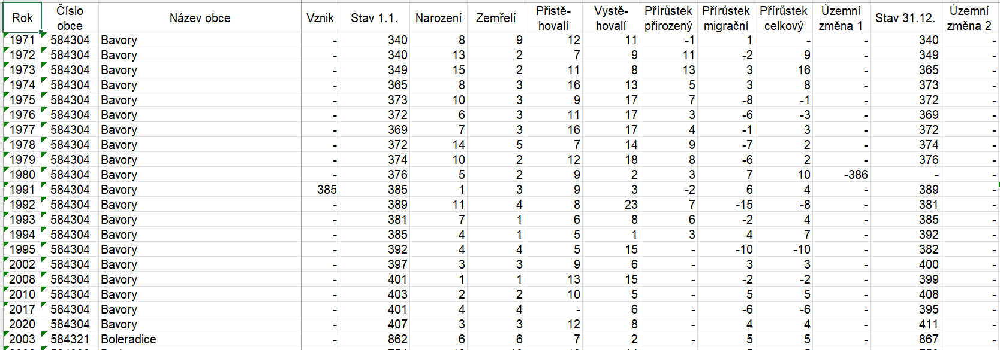 Rok Číslo obce Název obce Vznik Stav 1.1. Narození Zemřelí Přistě-hovalí Vystě-hovalí Přírůstek přirozený Přírůstek migrační Přírůstek celkový Územní změna 1 Stav 31.12. Územní změna 2
1971 584304 Bavory - 340 8 9 12 11 -1 1 - - 340 -
1972 584304 Bavory - 340 13 2 7 9 11 -2 9 - 349 -
1973 584304 Bavory - 349 15 2 11 8 13 3 16 - 365 -
1974 584304 Bavory - 365 8 3 16 13 5 3 8 - 373 -
1975 584304 Bavory - 373 10 3 9 17 7 -8 -1 - 372 -
1976 584304 Bavory - 372 6 3 11 17 3 -6 -3 - 369 -
1977 584304 Bavory - 369 7 3 16 17 4 -1 3 - 372 -
1978 584304 Bavory - 372 14 5 7 14 9 -7 2 - 374 -
1979 584304 Bavory - 374 10 2 12 18 8 -6 2 - 376 -
1980 584304 Bavory - 376 5 2 9 2 3 7 10 -386 - -
1991 584304 Bavory 385 385 1 3 9 3 -2 6 4 - 389 -
1992 584304 Bavory - 389 11 4 8 23 7 -15 -8 - 381 -
1993 584304 Bavory - 381 7 1 6 8 6 -2 4 - 385 -
1994 584304 Bavory - 385 4 1 5 1 3 4 7 - 392 -
1995 584304 Bavory - 392 4 4 5 15 - -10 -10 - 382 -
2002 584304 Bavory - 397 3 3 9 6 - 3 3 - 400 -
2008 584304 Bavory - 401 1 1 13 15 - -2 -2 - 399 -
2010 584304 Bavory - 403 2 2 10 5 - 5 5 - 408 -
2017 584304 Bavory - 401 4 4 - 6 - -6 -6 - 395 -
2020 584304 Bavory - 407 3 3 12 8 - 4 4 - 411 -
2003 584321 Boleradice - 862 6 6 7 2 - 5 5 - 867 -